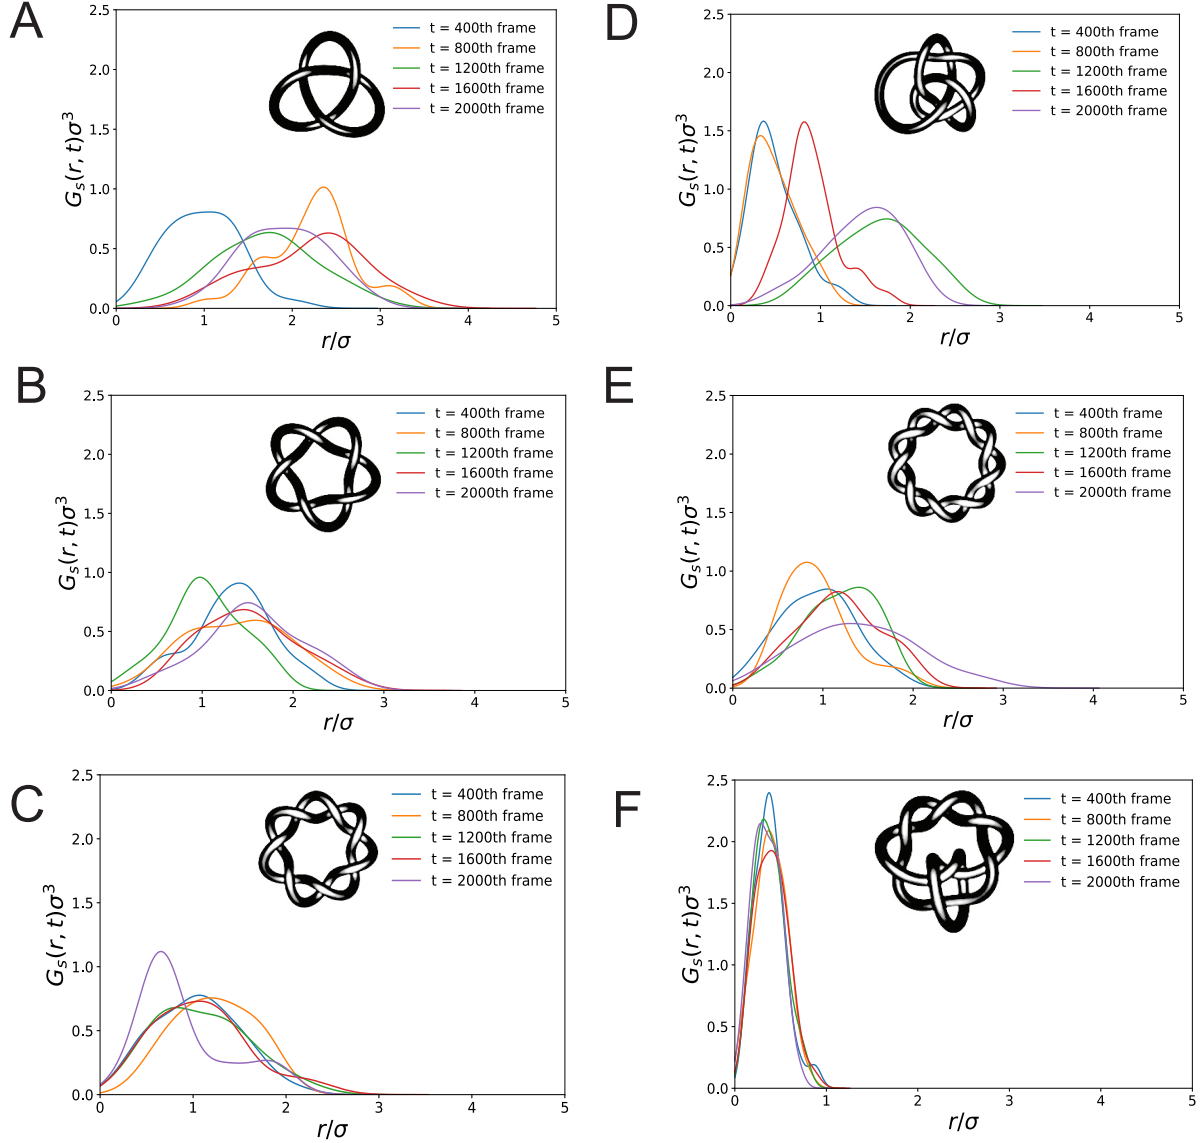 A
2.5
2.0
1.5
1.0
0.5
0.0
0 1 2 3 4 5
G_s(r, t)σ³
r/σ
t = 400th frame
t = 800th frame
t = 1200th frame
t = 1600th frame
t = 2000th frame
B
2.5
2.0
1.5
1.0
0.5
0.0
0 1 2 3 4 5
G_s(r, t)σ³
r/σ
t = 400th frame
t = 800th frame
t = 1200th frame
t = 1600th frame
t = 2000th frame
C
2.5
2.0
1.5
1.0
0.5
0.0
0 1 2 3 4 5
G_s(r, t)σ³
r/σ
t = 400th frame
t = 800th frame
t = 1200th frame
t = 1600th frame
t = 2000th frame
D
2.5
2.0
1.5
1.0
0.5
0.0
0 1 2 3 4 5
G_s(r, t)σ³
r/σ
t = 400th frame
t = 800th frame
t = 1200th frame
t = 1600th frame
t = 2000th frame
E
2.5
2.0
1.5
1.0
0.5
0.0
0 1 2 3 4 5
G_s(r, t)σ³
r/σ
t = 400th frame
t = 800th frame
t = 1200th frame
t = 1600th frame
t = 2000th frame
F
2.5
2.0
1.5
1.0
0.5
0.0
0 1 2 3 4 5
G_s(r, t)σ³
r/σ
t = 400th frame
t = 800th frame
t = 1200th frame
t = 1600th frame
t = 2000th frame